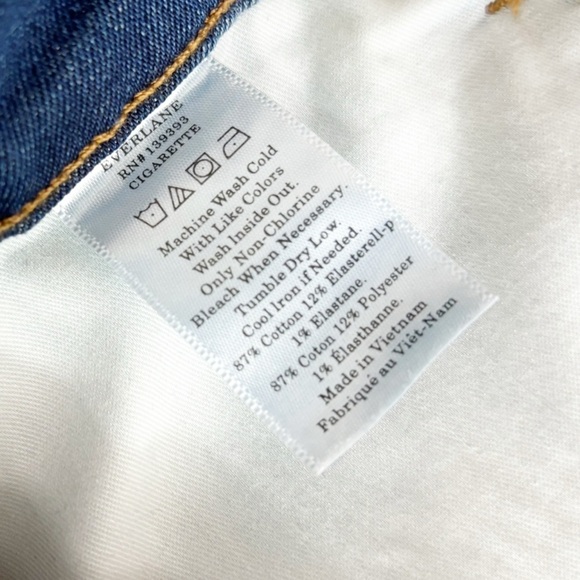 EVERLANE
RN# 139393
CIGARETTE
Machine Wash Cold
With Like Colors
Wash Inside Out.
Only Non-Chlorine
Bleach When Necessary.
Tumble Dry Low.
Cool Iron if Needed.
87% Cotton 12% Elasterell-p
1% Elastane.
87% Coton 12% Polyester
1% Élasthanne.
Made in Vietnam
Fabriqué au Viêt-Nam